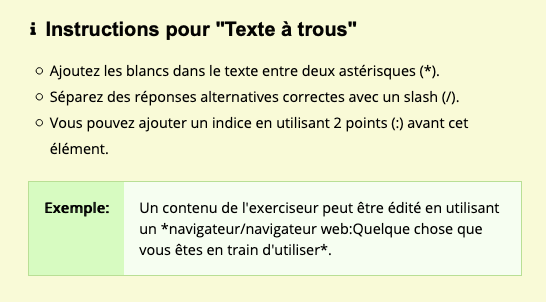 i Instructions pour "Texte à trous"
Ajoutez les blancs dans le texte entre deux astérisques (*).
Séparez des réponses alternatives correctes avec un slash (/).
Vous pouvez ajouter un indice en utilisant 2 points (:) avant cet
élément.
Exemple: Un contenu de l'exerciseur peut être édité en utilisant
un *navigateur/navigateur web:Quelque chose que
vous êtes en train d'utiliser*.